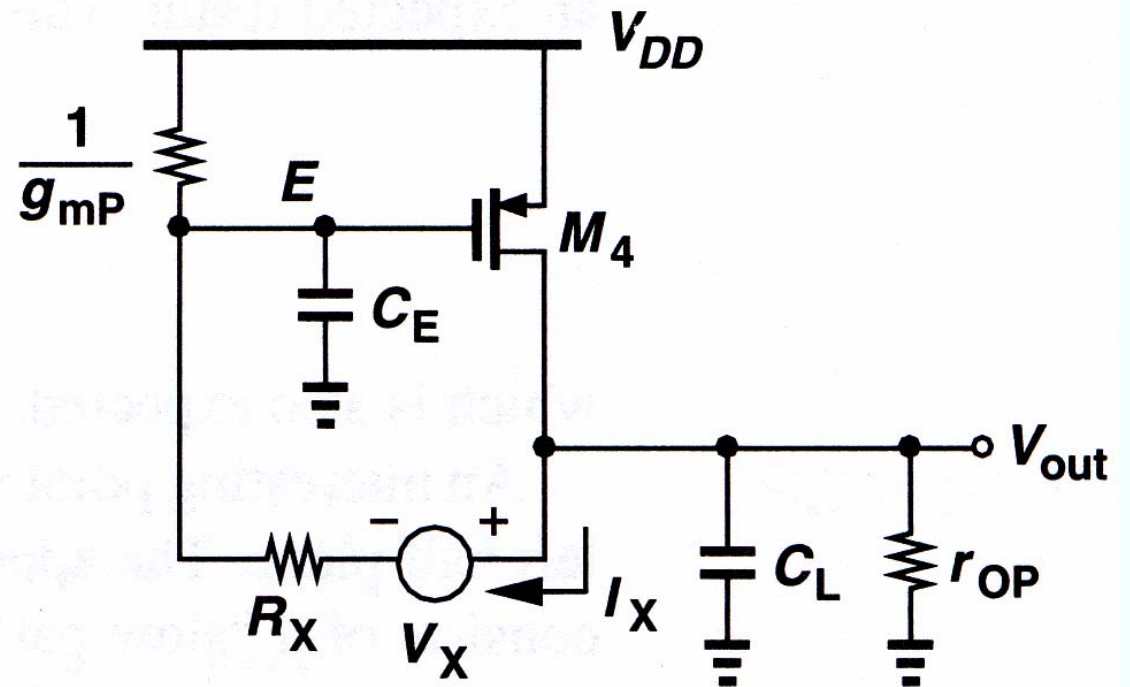 V_DD
1
g_mP
E
M_4
C_E
V_out
− +
C_L
r_OP
R_X
V_X
I_X